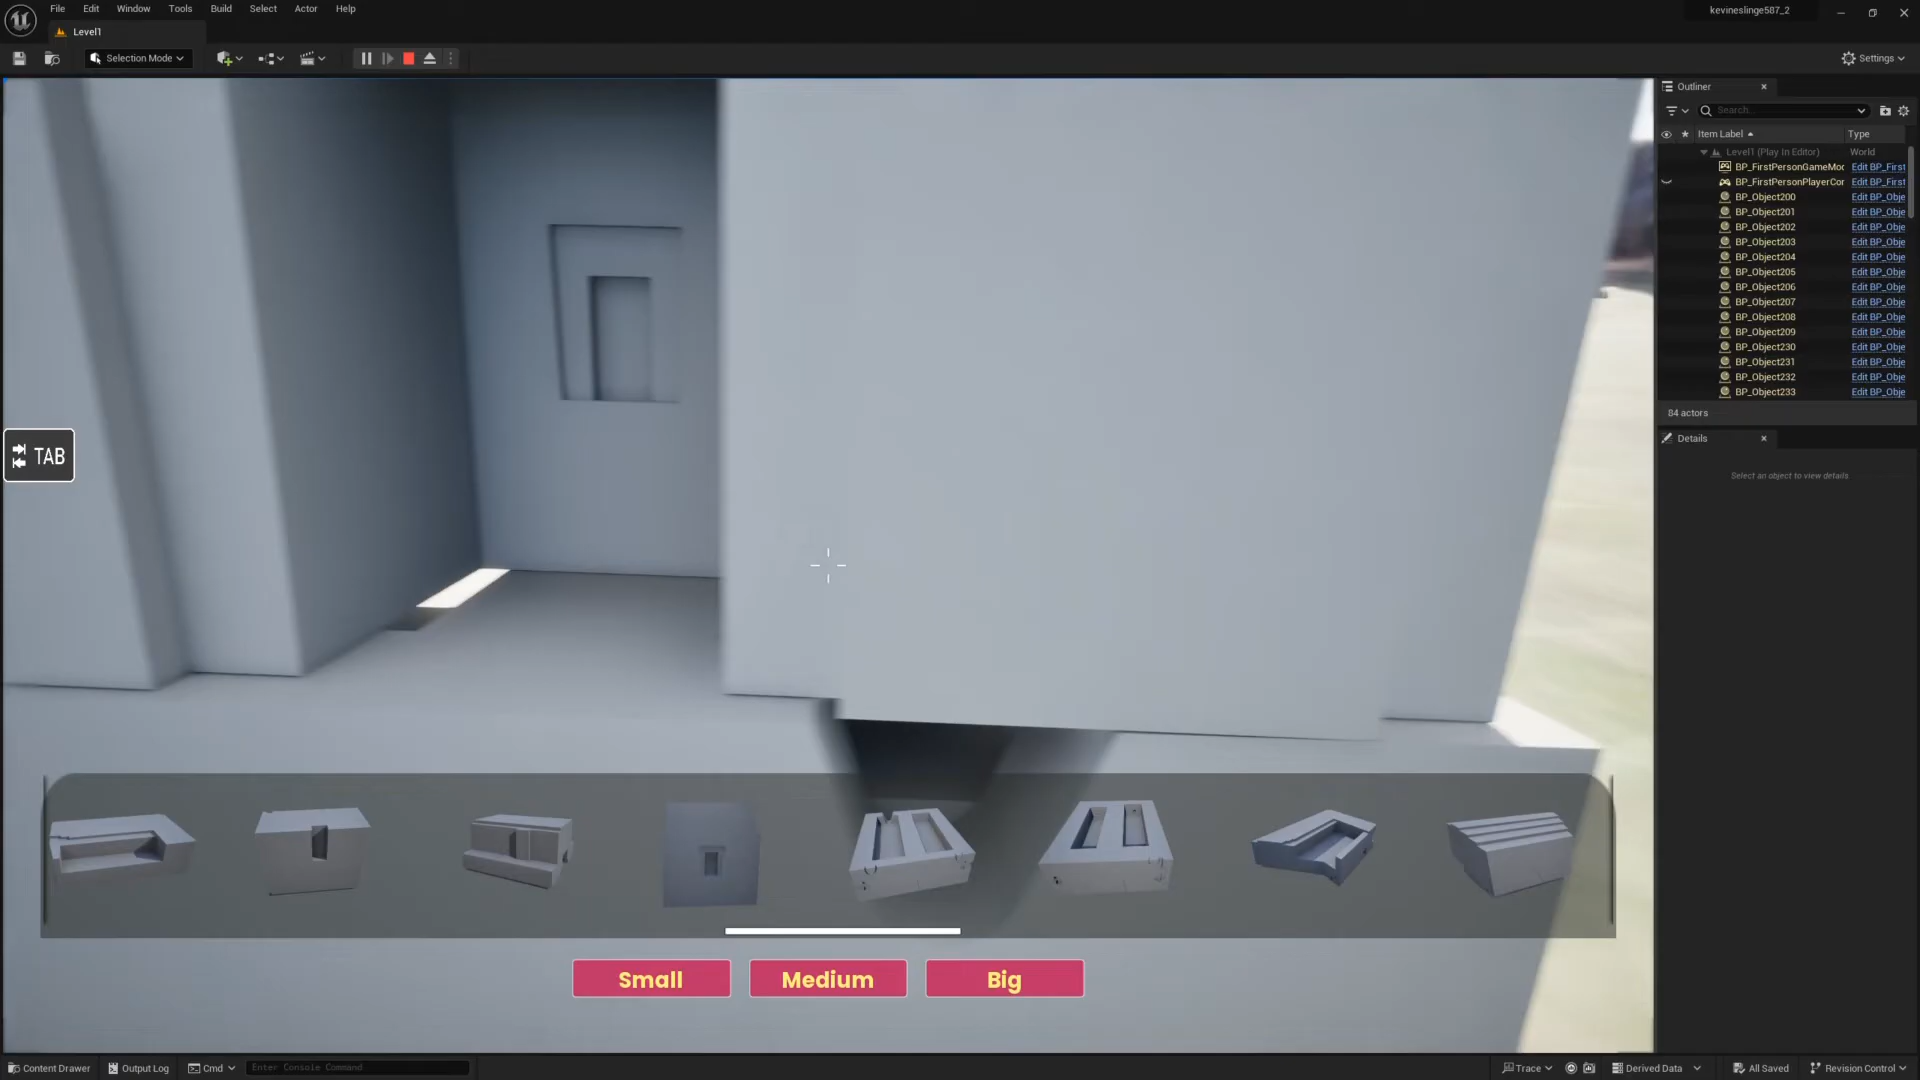 File Edit Window Tools Build Select Actor Help
kevineslinge587_2
Level1
Selection Mode
Settings
Outliner
Search...
Item Label Type
Level1 (Play In Editor) World
BP_FirstPersonGameMoc Edit BP_First
BP_FirstPersonPlayerCor Edit BP_First
BP_Object200 Edit BP_Obje
BP_Object201 Edit BP_Obje
BP_Object202 Edit BP_Obje
BP_Object203 Edit BP_Obje
BP_Object204 Edit BP_Obje
BP_Object205 Edit BP_Obje
BP_Object206 Edit BP_Obje
BP_Object207 Edit BP_Obje
BP_Object208 Edit BP_Obje
BP_Object209 Edit BP_Obje
BP_Object230 Edit BP_Obje
BP_Object231 Edit BP_Obje
BP_Object232 Edit BP_Obje
BP_Object233 Edit BP_Obje
84 actors
Details
Select an object to view details
TAB
Small Medium Big
Content Drawer Output Log Cmd Enter Console Command Trace Derived Data All Saved Revision Control